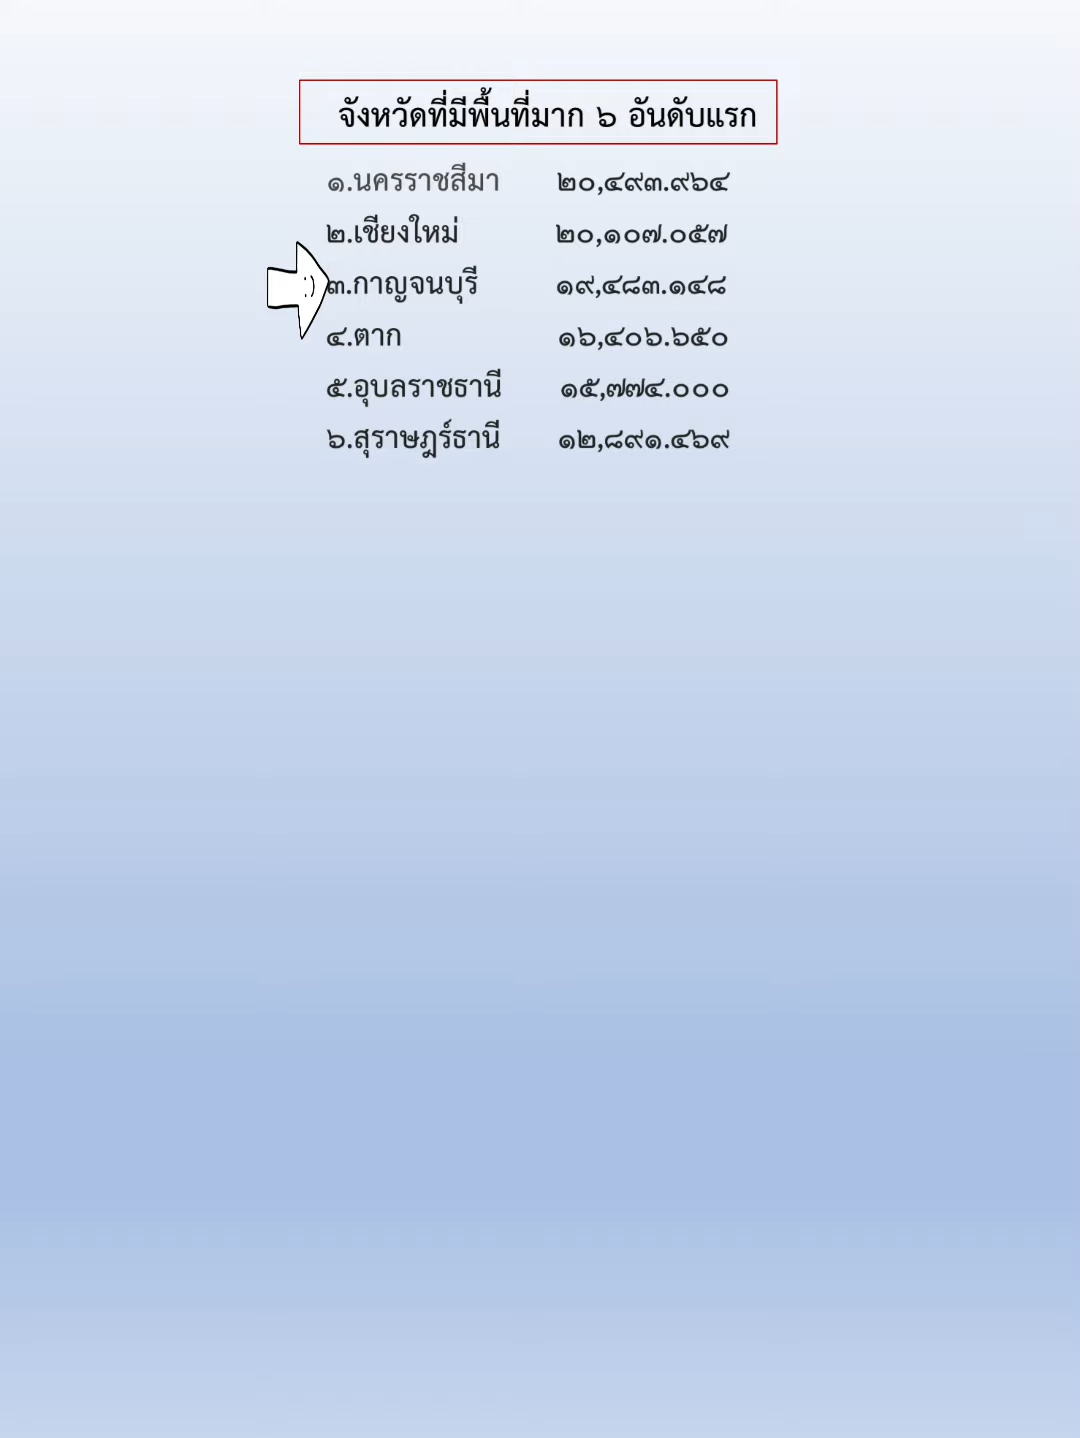 จังหวัดที่มีพื้นที่มาก ๖ อันดับแรก
๑.นครราชสีมา ๒๐,๔๙๓.๙๖๔
๒.เชียงใหม่ ๒๐,๑๐๗.๐๕๗
๓.กาญจนบุรี ๑๙,๔๘๓.๑๔๘
๔.ตาก ๑๖,๔๐๖.๖๕๐
๕.อุบลราชธานี ๑๕,๗๗๔.๐๐๐
๖.สุราษฎร์ธานี ๑๒,๘๙๑.๔๖๙